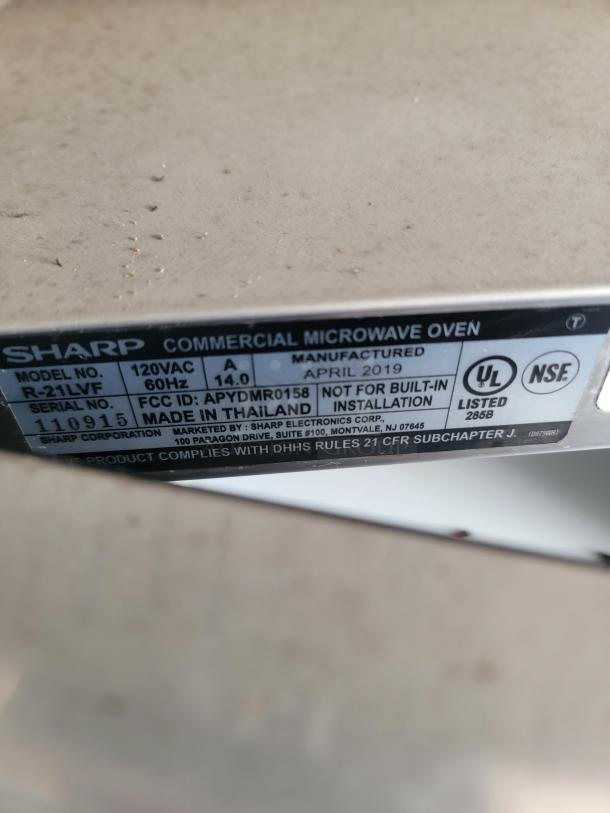 SHARP COMMERCIAL MICROWAVE OVEN T
MODEL NO.
R-21LVF
120VAC
60Hz
A
14.0
MANUFACTURED
APRIL 2019
SERIAL NO.
110915
FCC ID: APYDMR0158
MADE IN THAILAND
NOT FOR BUILT-IN
INSTALLATION
UL
LISTED
NSF.
SHARP CORPORATION
MARKETED BY : SHARP ELECTRONICS CORP.,
100 PARAGON DRIVE, SUITE #100, MONTVALE, NJ 07645
PRODUCT COMPLIES WITH DHHS RULES 21 CFR SUBCHAPTER J.